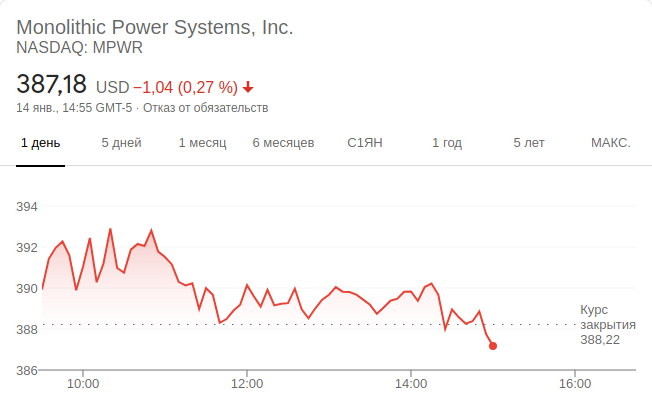 Monolithic Power Systems, Inc.
NASDAQ: MPWR
387,18 USD −1,04 (0,27 %) ↓
14 янв., 14:55 GMT-5 · Отказ от обязательств
1 день 5 дней 1 месяц 6 месяцев С1ЯН 1 год 5 лет МАКС.
394
392
390
388
386
Курс
закрытия
388,22
10:00 12:00 14:00 16:00